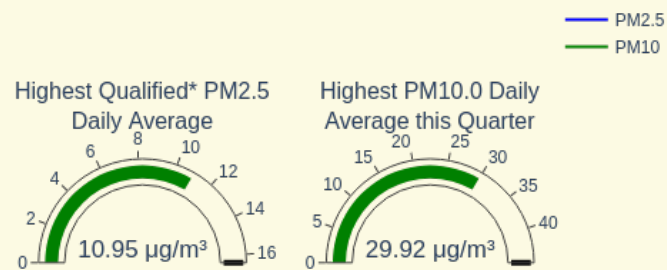 PM2.5
PM10
Highest Qualified* PM2.5
Daily Average
0
2
4
6
8
10
12
14
16
10.95 μg/m³
Highest PM10.0 Daily
Average this Quarter
0
5
10
15
20
25
30
35
40
29.92 μg/m³